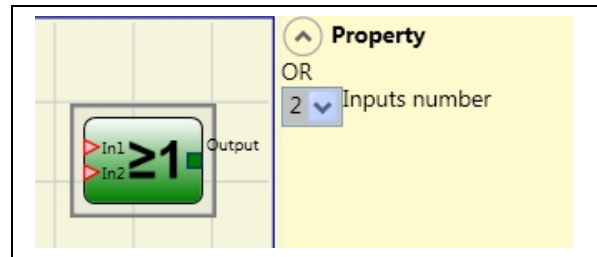 In1
In2
≥1
Output
Property
OR
2 Inputs number